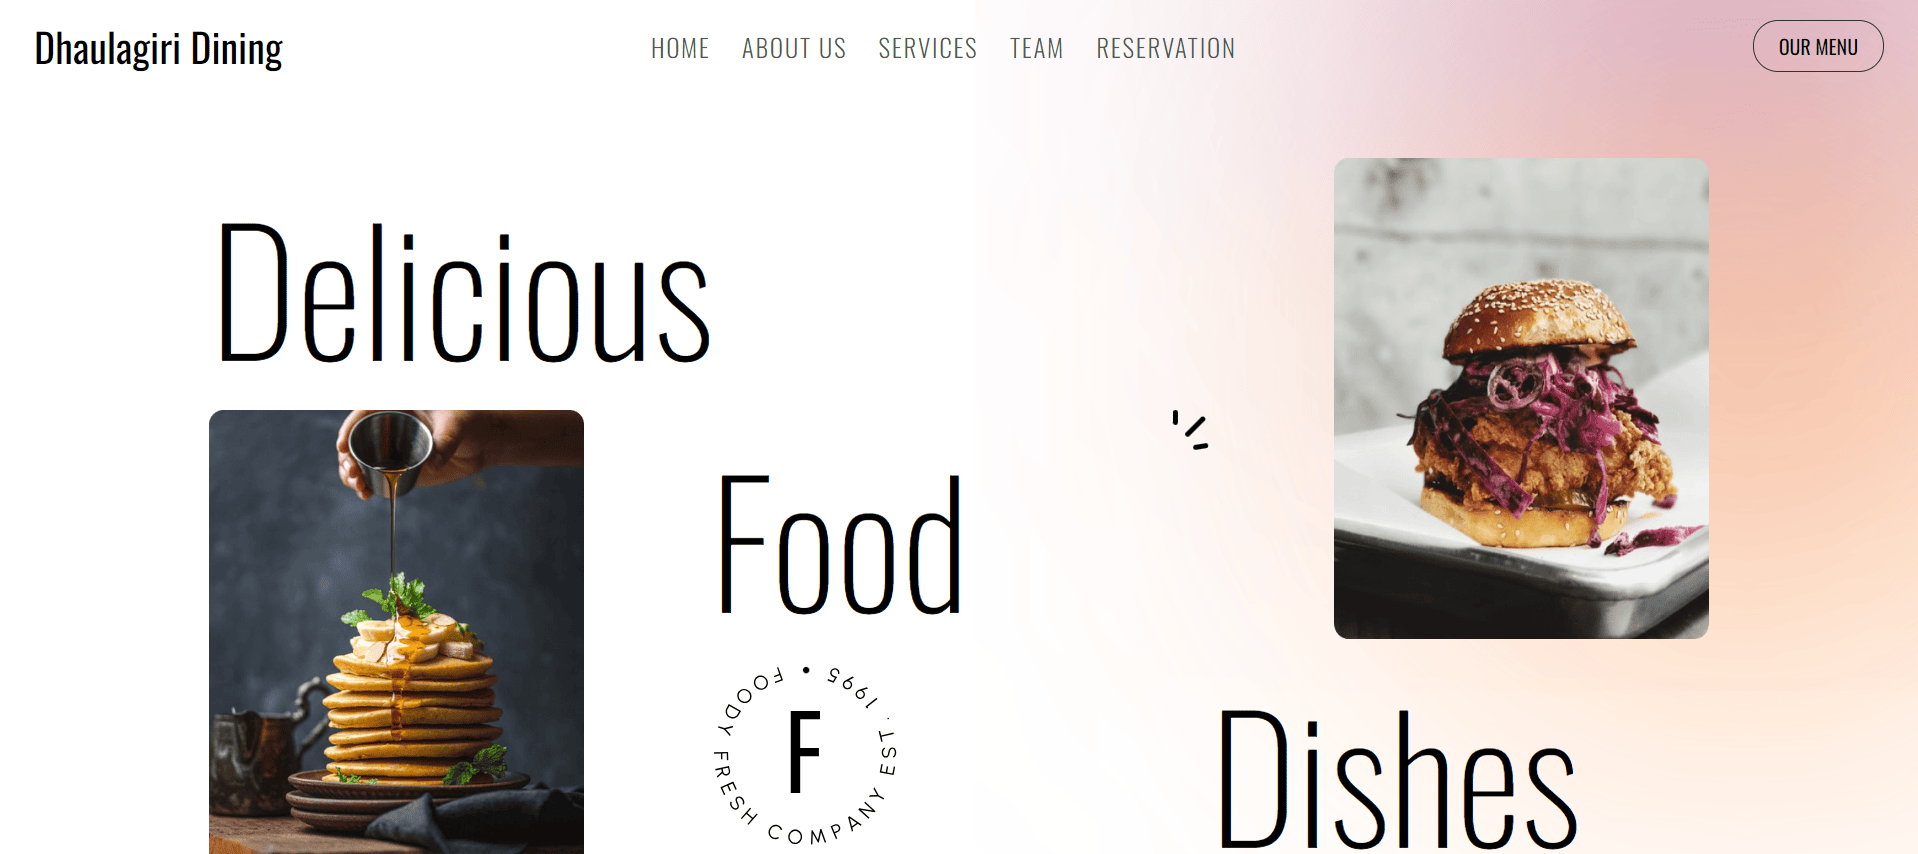 Dhaulagiri Dining
HOME ABOUT US SERVICES TEAM RESERVATION
OUR MENU
Delicious
Food
FOODY FRESH COMPANY EST . 1995 •
F
Dishes